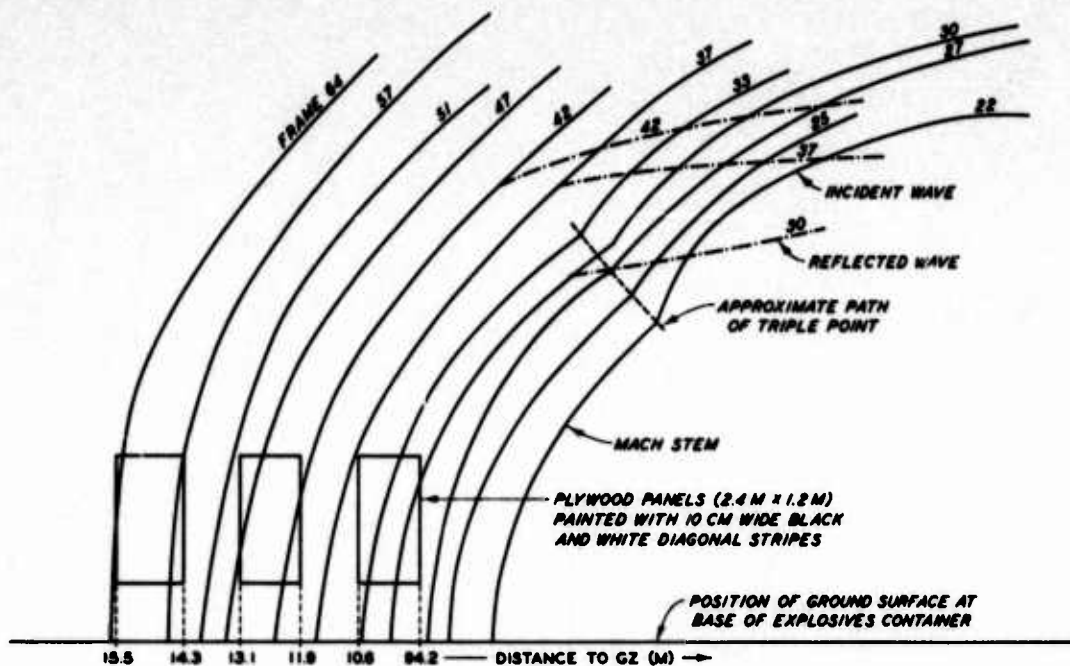 FRAME 64
57
51
47
42
37
33
30
27
25
22
42
37
30
INCIDENT WAVE
REFLECTED WAVE
APPROXIMATE PATH
OF TRIPLE POINT
MACH STEM
PLYWOOD PANELS (2.4 M X 1.2 M)
PAINTED WITH 10 CM WIDE BLACK
AND WHITE DIAGONAL STRIPES
POSITION OF GROUND SURFACE AT
BASE OF EXPLOSIVES CONTAINER
15.5 14.3 13.1 11.9 10.6 94.2 DISTANCE TO GZ (M)